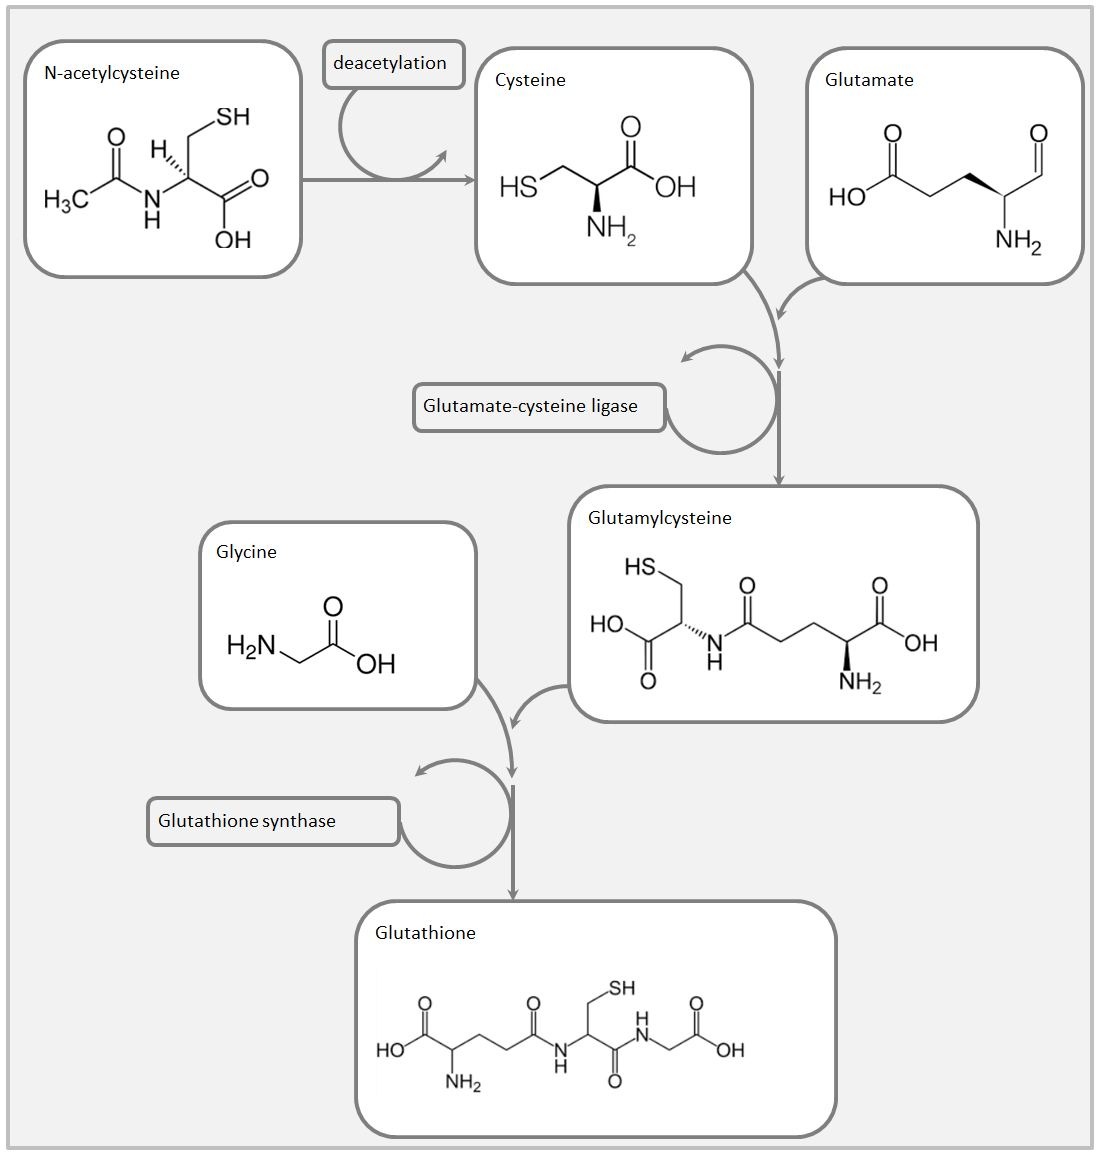 N-acetylcysteine
deacetylation
Cysteine
Glutamate
O
SH
H
H₃C
N
H
O
OH
O
HS
OH
NH₂
O
O
HO
NH₂
Glutamate-cysteine ligase
Glutamylcysteine
HS
O
O
HO
O
N
H
OH
NH₂
Glycine
O
H₂N
OH
Glutathione synthase
Glutathione
O
O
SH
H
N
O
HO
NH₂
N
H
O
OH